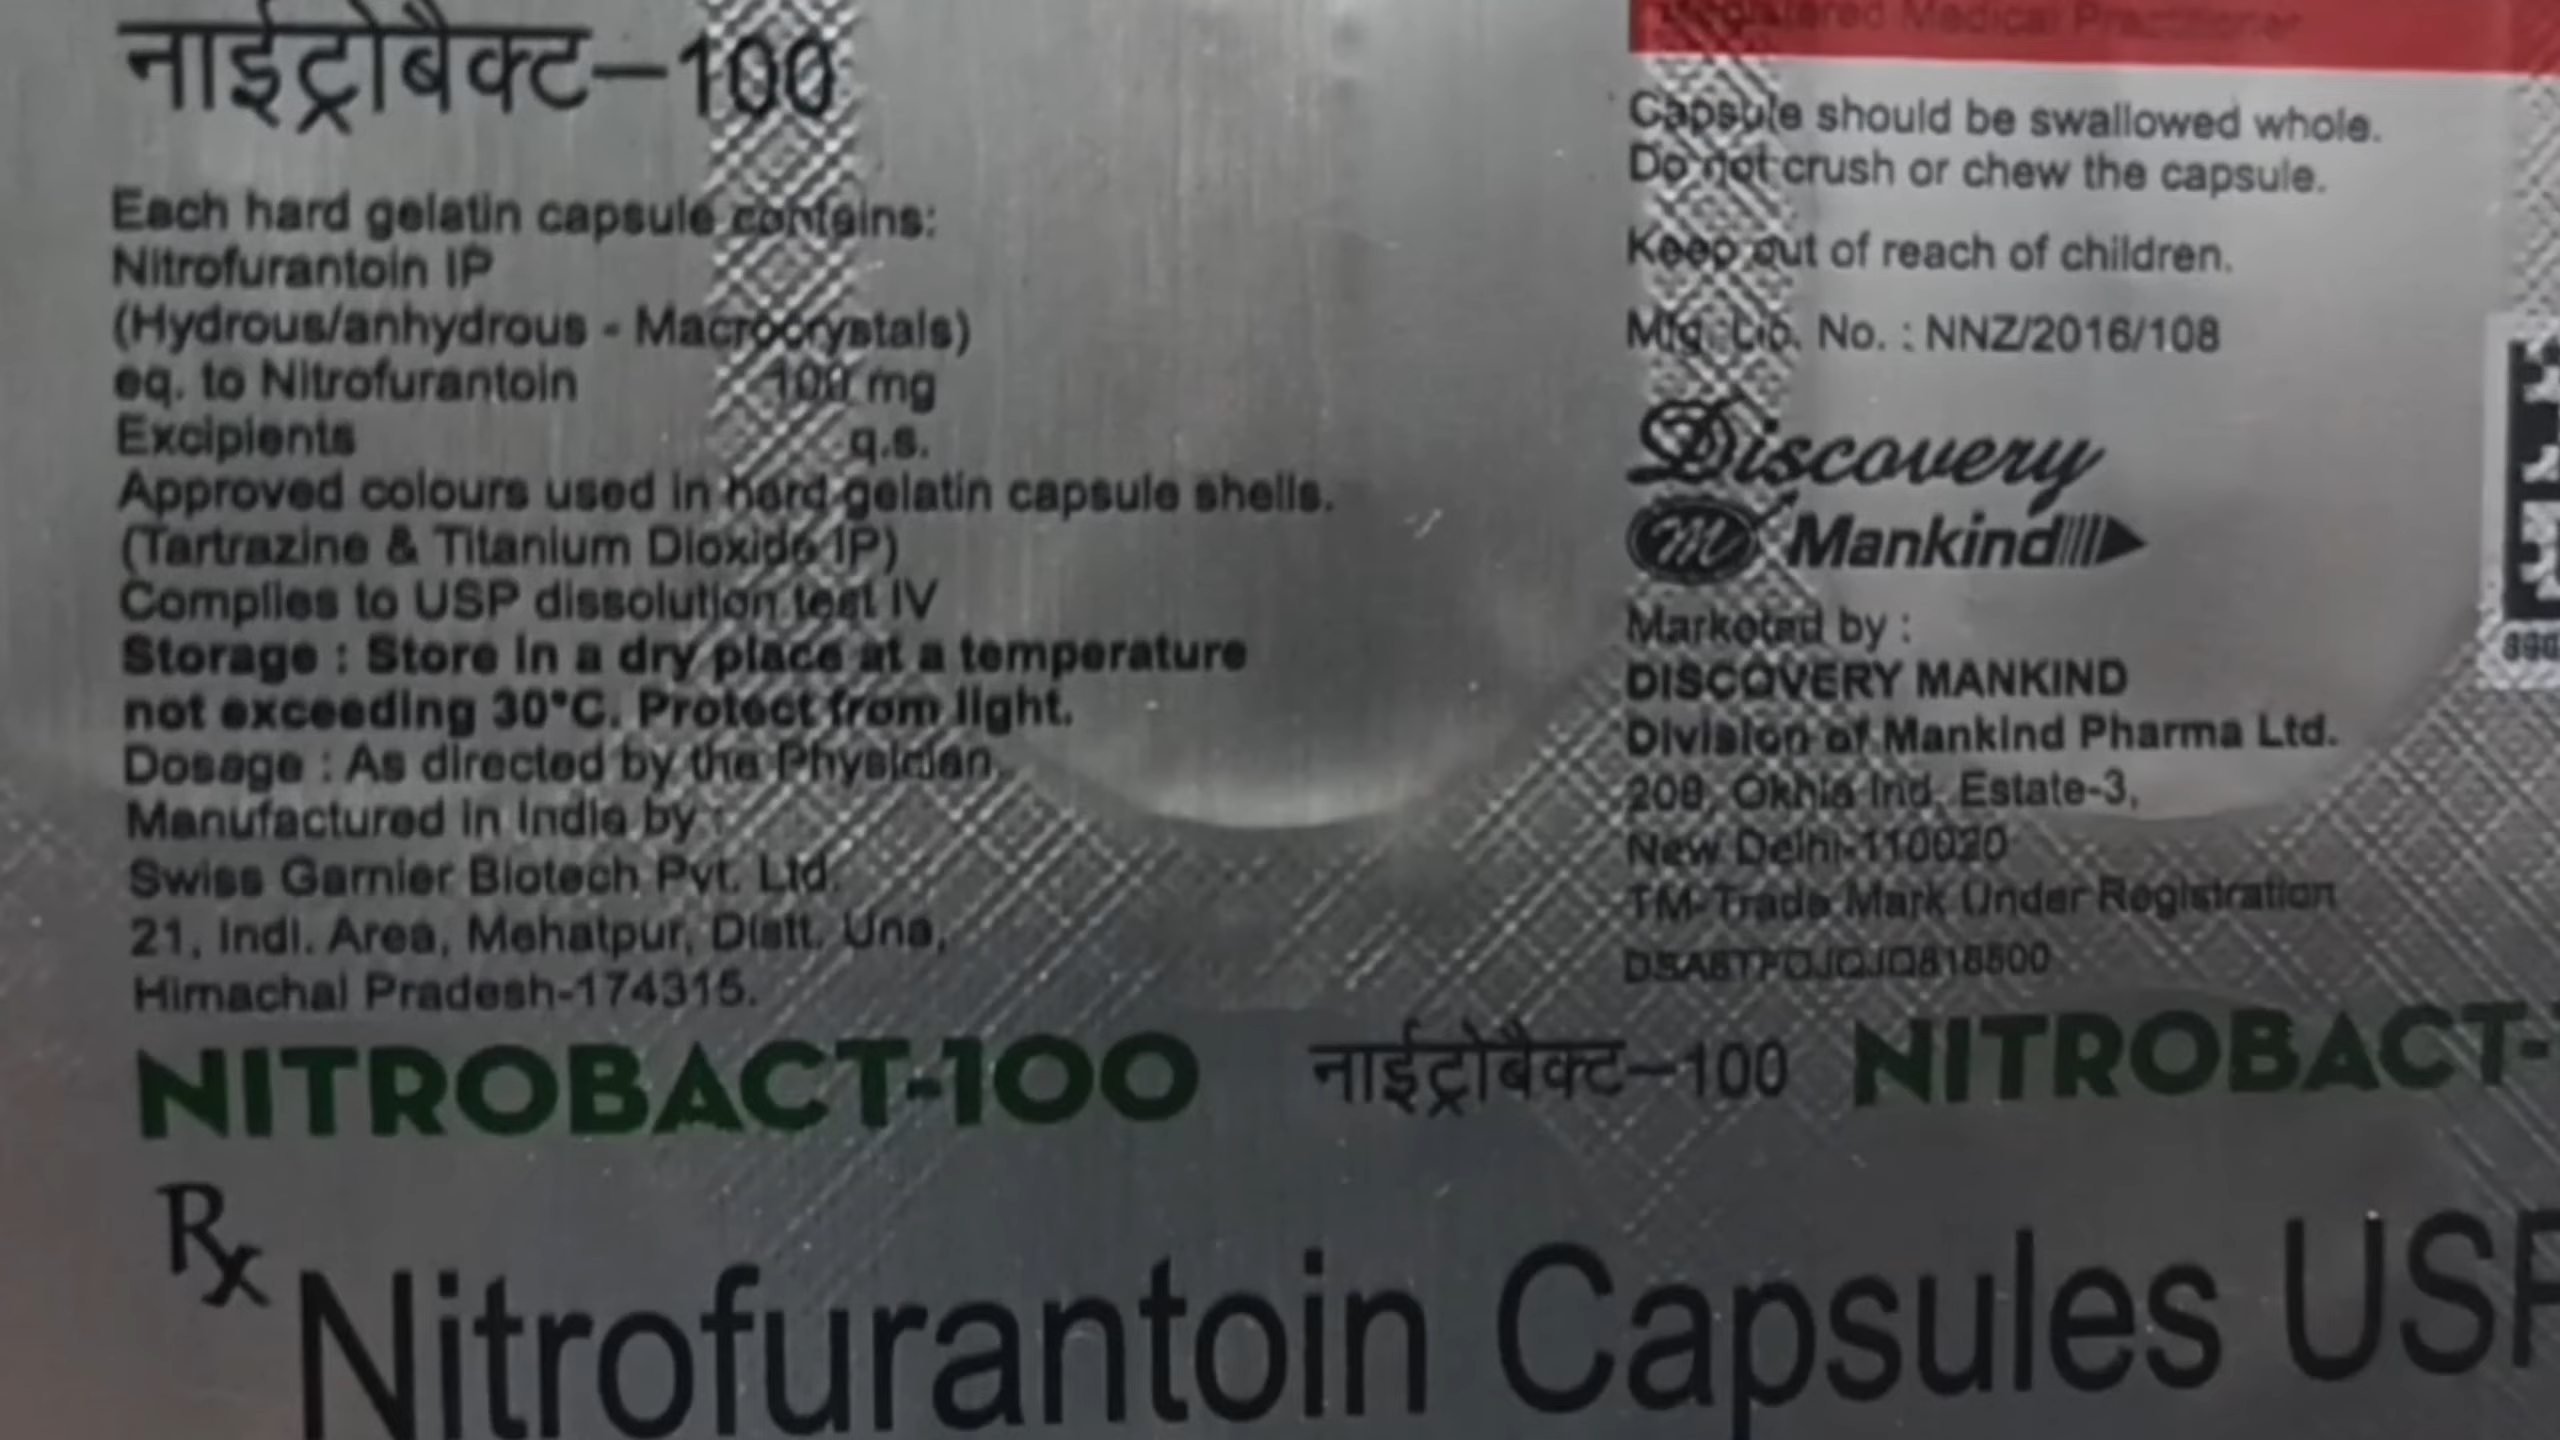 नाईट्रोबैक्ट-100
Each hard gelatin capsule contains:
Nitrofurantoin IP
(Hydrous/anhydrous - Macrocrystals)
eq. to Nitrofurantoin 100 mg
Excipients q.s.
Approved colours used in hard gelatin capsule shells.
(Tartrazine & Titanium Dioxide IP)
Complies to USP dissolution test IV
Storage : Store in a dry place at a temperature
not exceeding 30°C. Protect from light.
Dosage : As directed by the Physician.
Manufactured in India by :
Swiss Garnier Biotech Pvt. Ltd.
21, Indl. Area, Mehatpur, Distt. Una,
Himachal Pradesh-174315.
Registered Medical Practitioner
Capsule should be swallowed whole.
Do not crush or chew the capsule.
Keep out of reach of children.
Mfg. Lic. No. : NNZ/2016/108
Discovery
M Mankind
Marketed by :
DISCOVERY MANKIND
Division of Mankind Pharma Ltd.
208, Okhla Ind. Estate-3,
New Delhi-110020
TM-Trade Mark Under Registration
NITROBACT-100 नाईट्रोबैक्ट-100 NITROBACT-
Rx
Nitrofurantoin Capsules USP